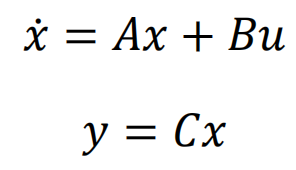 ẋ = Ax + Bu
y = Cx